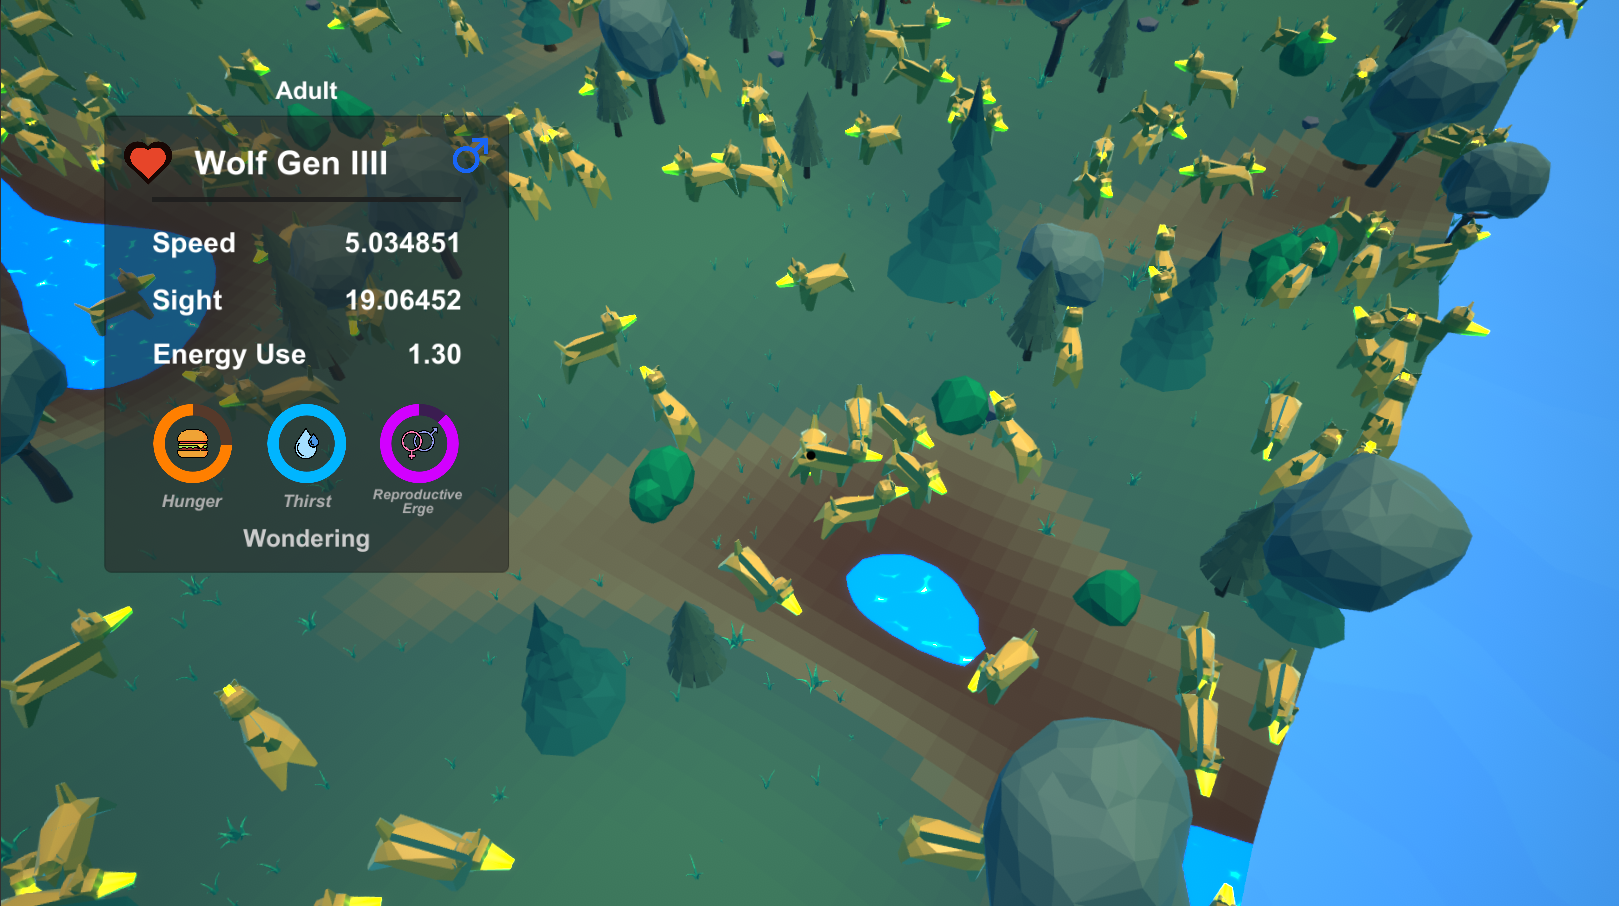 Adult
Wolf Gen IIII
Speed 5.034851
Sight 19.06452
Energy Use 1.30
Hunger
Thirst
Reproductive
Erge
Wondering